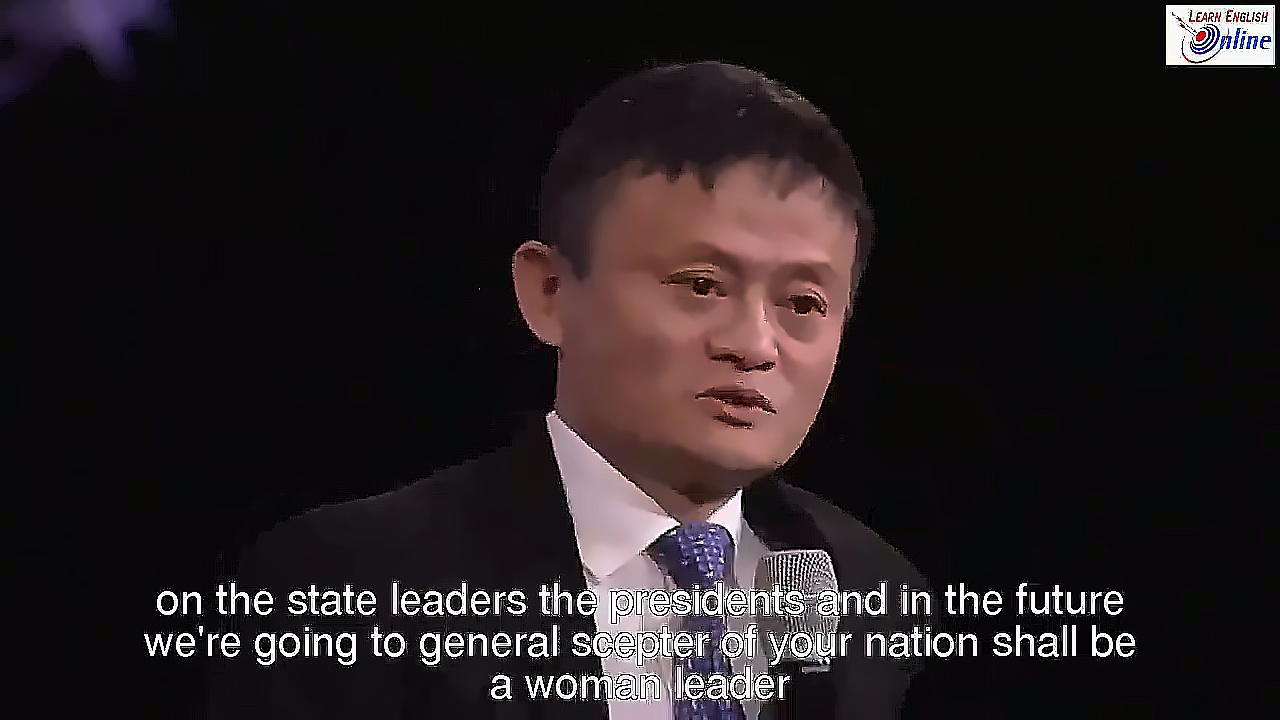 LEARN ENGLISH
Online
on the state leaders the presidents and in the future
we're going to general scepter of your nation shall be
a woman leader